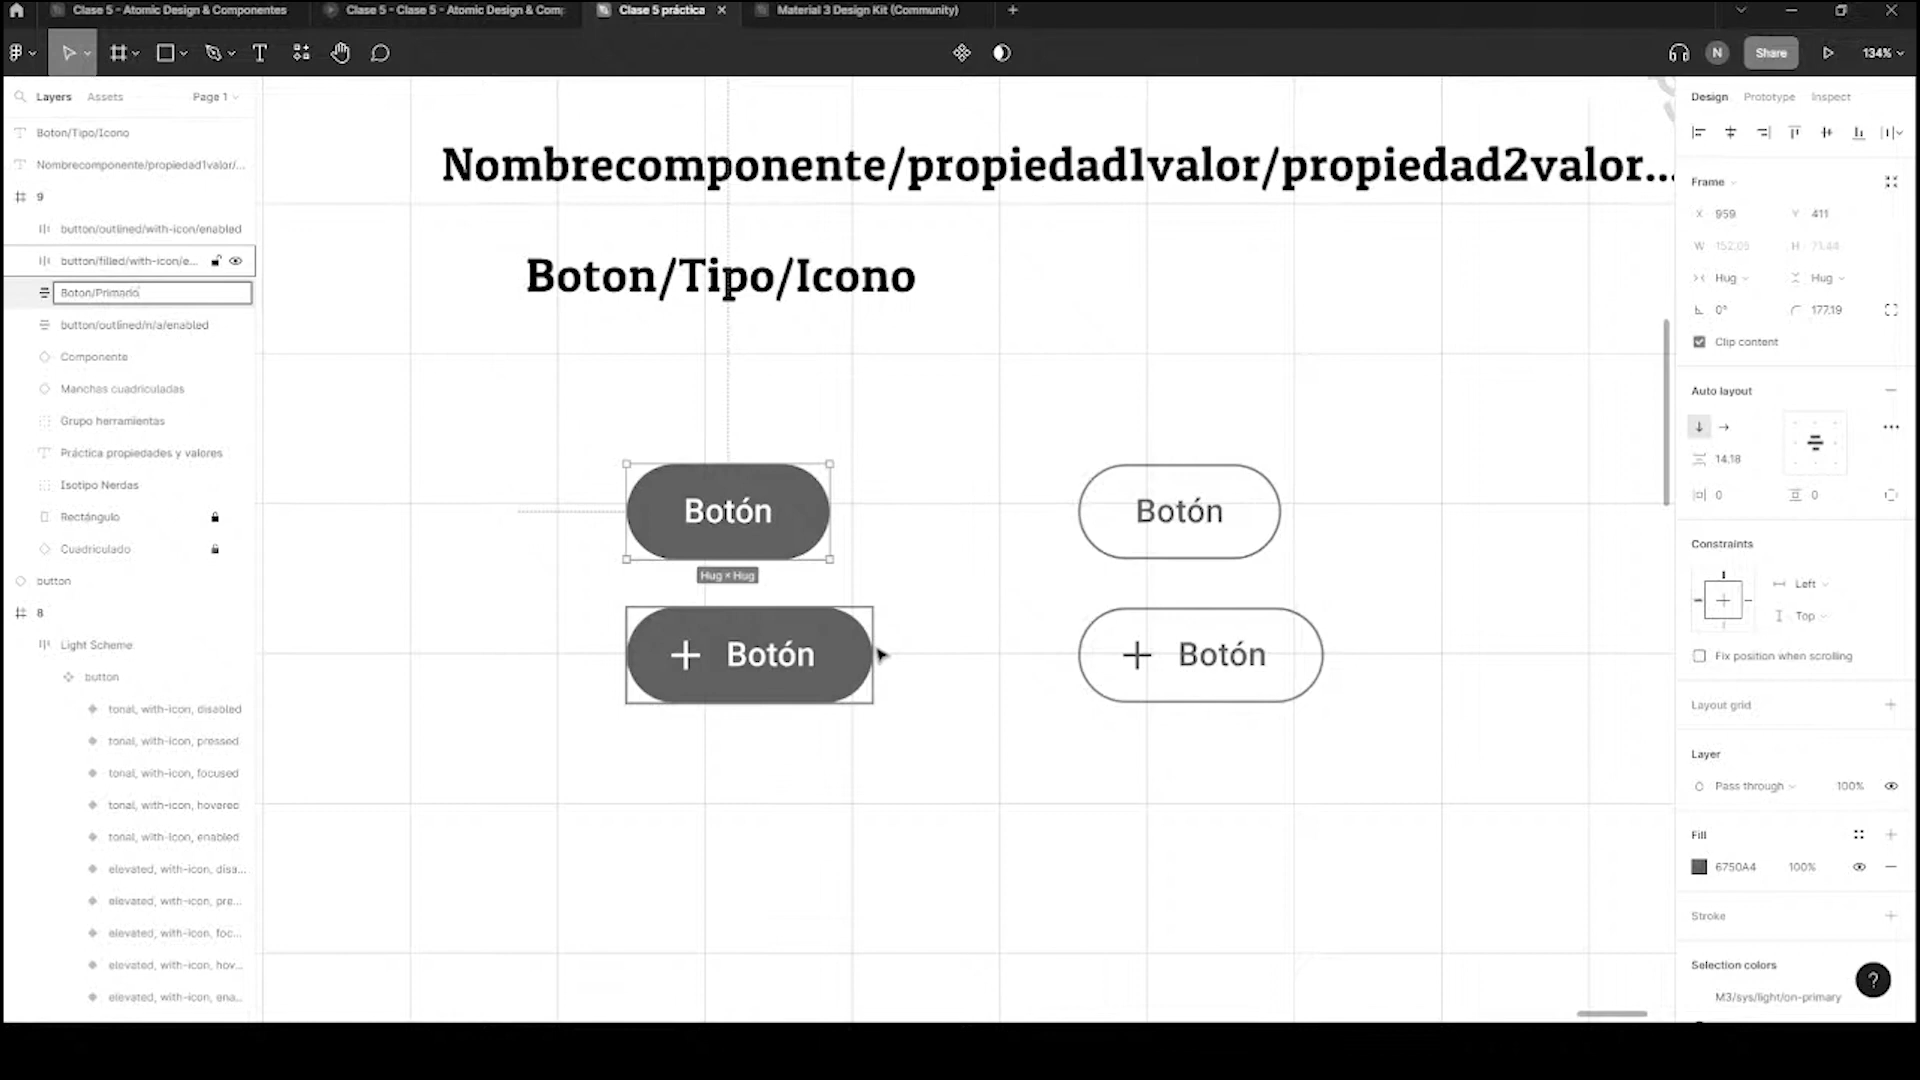 Clase 5 - Atomic Design & Componentes
Clase 5 - Clase 5 - Atomic Design & Com
Clase 5 práctica
Material 3 Design Kit (Community)
N
Share
134%
Layers
Assets
Page 1
Boton/Tipo/Icono
Nombrecomponente/propiedad1valor/...
9
button/outlined/with-icon/enabled
button/filled/with-icon/e...
Boton/Primario
button/outlined/n/a/enabled
Componente
Manchas cuadriculadas
Grupo herramientas
Práctica propiedades y valores
Isotipo Nerdas
Rectángulo
Cuadriculado
button
8
Light Scheme
button
tonal, with-icon, disabled
tonal, with-icon, pressed
tonal, with-icon, focused
tonal, with-icon, hovered
tonal, with-icon, enabled
elevated, with-icon, disa...
elevated, with-icon, pre...
elevated, with-icon, foc...
elevated, with-icon, hov...
elevated, with-icon, ena...
Nombrecomponente/propiedad1valor/propiedad2valor...
Boton/Tipo/Icono
Botón
Botón
Hug × Hug
Botón
Botón
Design
Prototype
Inspect
Frame
X 959
Y 411
W 152.05
H 71.44
Hug
Hug
0°
177.19
Clip content
Auto layout
14.18
0
0
Constraints
Left
Top
Fix position when scrolling
Layout grid
Layer
Pass through
100%
Fill
6750A4
100%
Stroke
Selection colors
M3/sys/light/on-primary
?